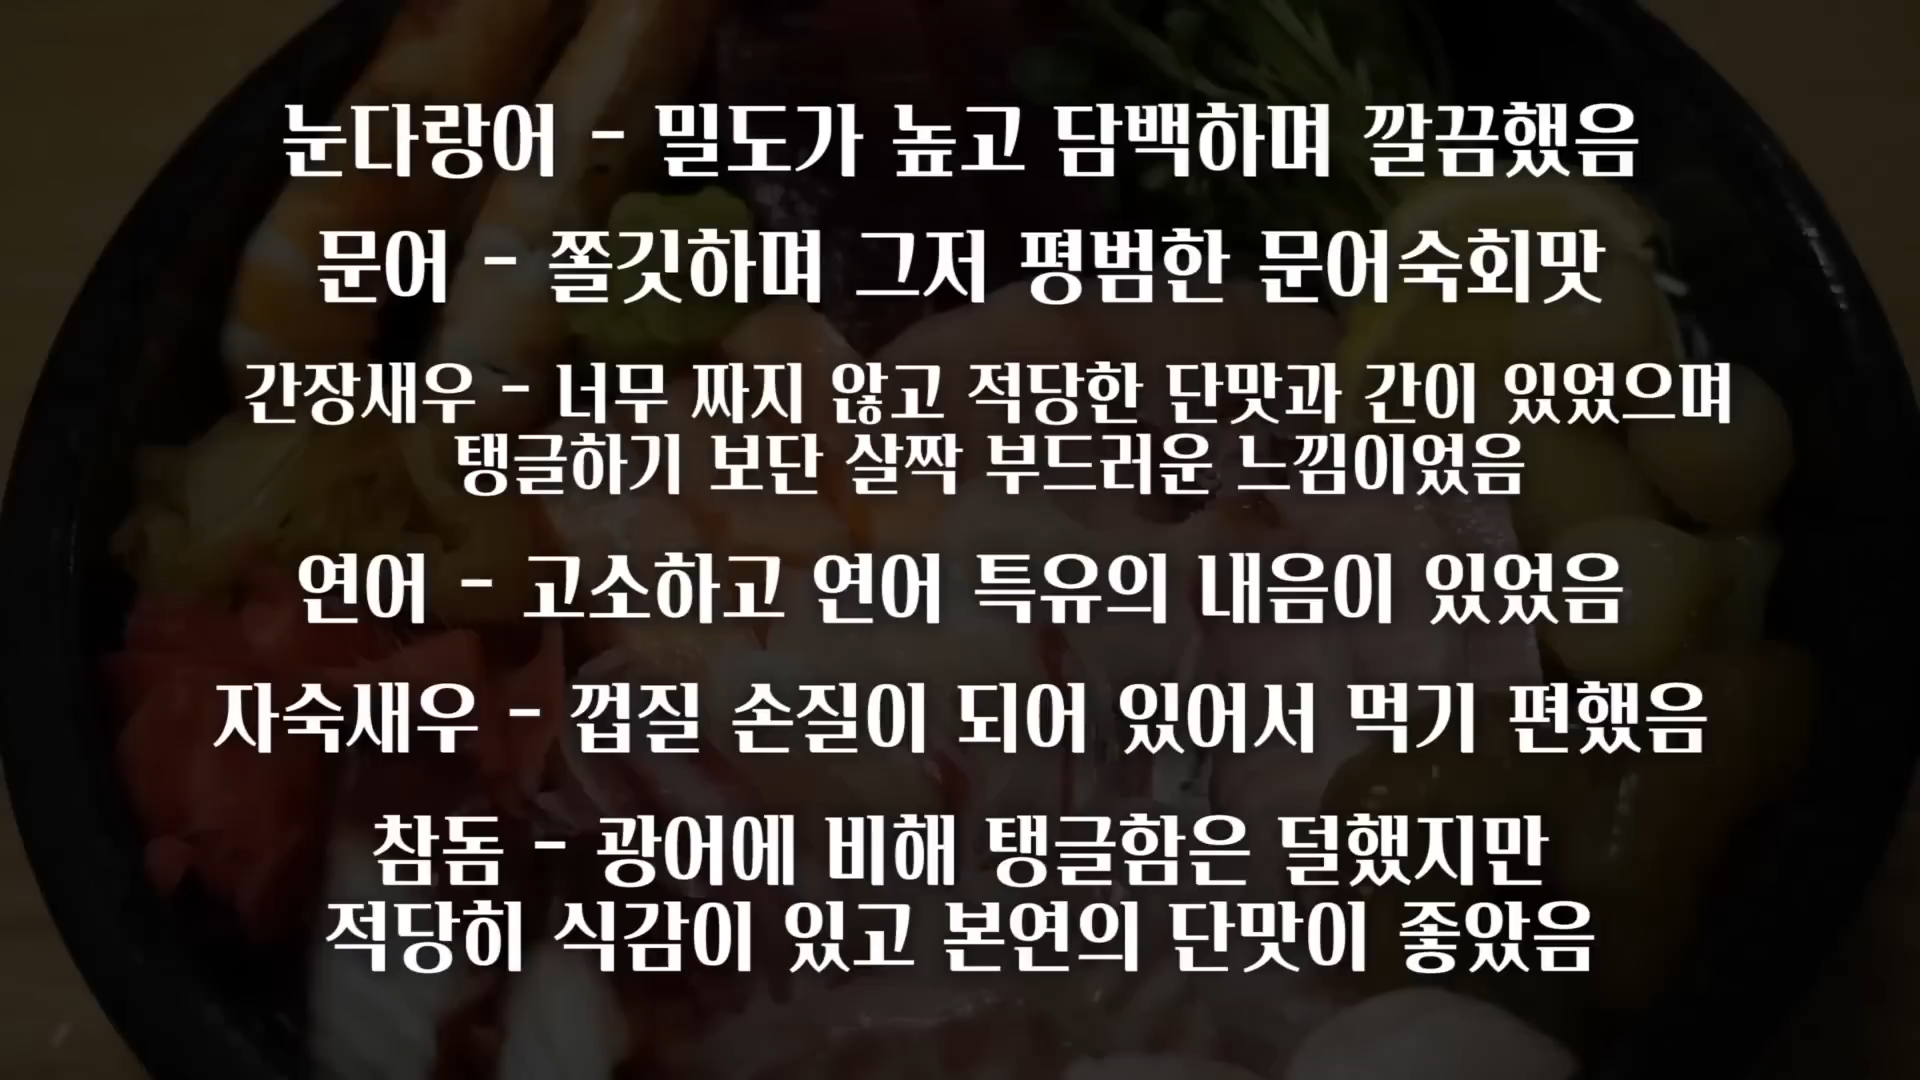 눈다랑어 - 밀도가 높고 담백하며 깔끔했음
문어 - 쫄깃하며 그저 평범한 문어숙회맛
간장새우 - 너무 짜지 않고 적당한 단맛과 간이 있었으며
탱글하기 보단 살짝 부드러운 느낌이었음
연어 - 고소하고 연어 특유의 내음이 있었음
자숙새우 - 껍질 손질이 되어 있어서 먹기 편했음
참돔 - 광어에 비해 탱글함은 덜했지만
적당히 식감이 있고 본연의 단맛이 좋았음